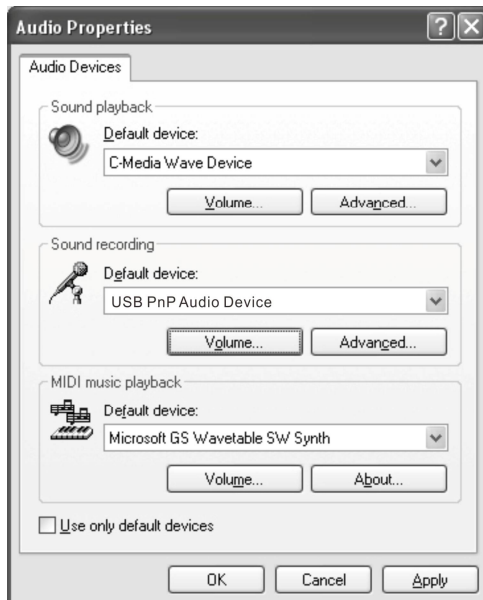 Audio Properties
Audio Devices
Sound playback
Default device:
C-Media Wave Device
Volume...
Advanced...
Sound recording
Default device:
USB PnP Audio Device
Volume...
Advanced...
MIDI music playback
Default device:
Microsoft GS Wavetable SW Synth
Volume...
About...
Use only default devices
OK
Cancel
Apply